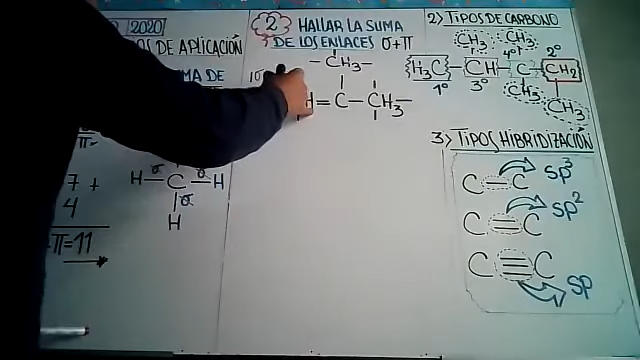 2020
OS DE APLICACIÓN
MA DE
π-
7 +
4
π=11
H-C-H
σ σ
σ
H
2 HALLAR LA SUMA
DE LOS ENLACES σ+π
CH3
1σ
H=C-CH3
2> TIPOS DE CARBONO
CH3 CH3
4° 2°
H3C-CH-C-CH2
1° 3° CH3 CH3
3> TIPOS HIBRIDIZACIÓN
C-C sp3
C=C sp2
C≡C
sp